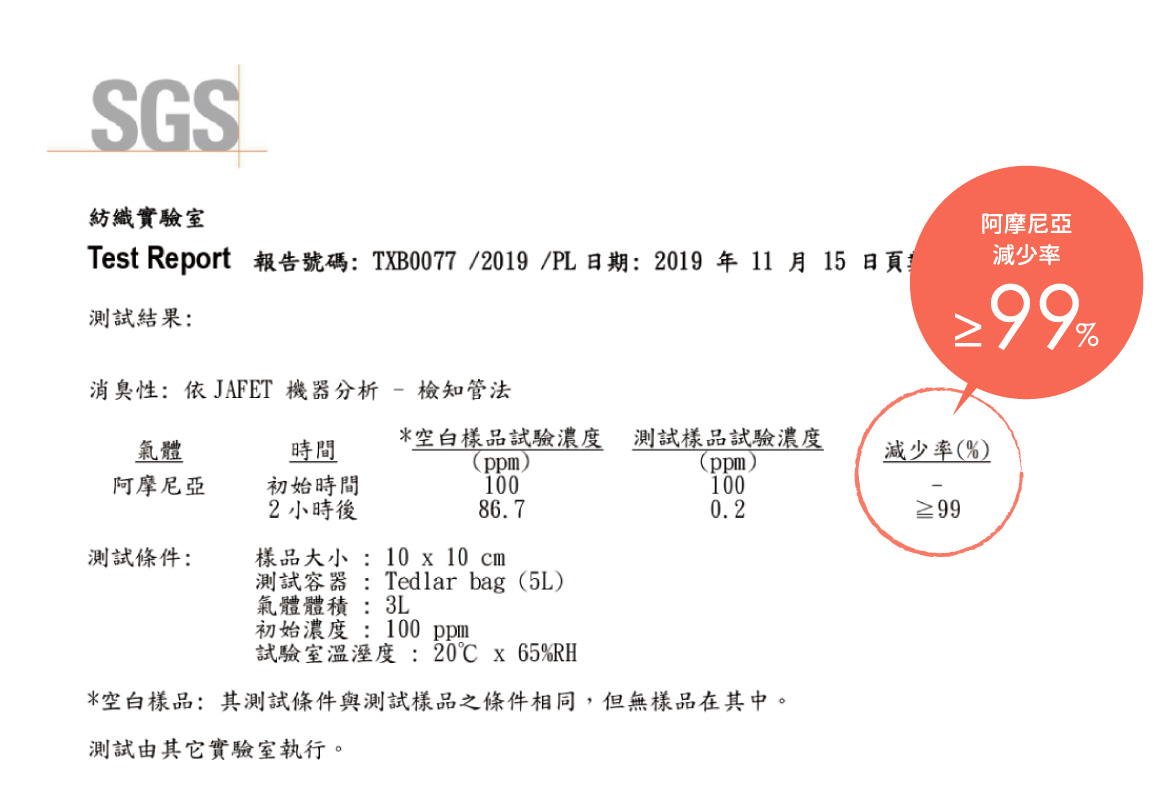 SGS
紡織實驗室
Test Report 報告號碼: TXB0077 /2019 /PL 日期: 2019 年 11 月 15 日頁
阿摩尼亞
減少率
≥99%
測試結果:
消臭性: 依 JAFET 機器分析 - 檢知管法
氣體 時間 *空白樣品試驗濃度 測試樣品試驗濃度 減少率(%)
(ppm) (ppm)
阿摩尼亞 初始時間 100 100 -
2 小時後 86.7 0.2 ≧99
測試條件: 樣品大小 : 10 x 10 cm
測試容器 : Tedlar bag (5L)
氣體體積 : 3L
初始濃度 : 100 ppm
試驗室溫溼度 : 20℃ x 65%RH
*空白樣品: 其測試條件與測試樣品之條件相同，但無樣品在其中。
測試由其它實驗室執行。